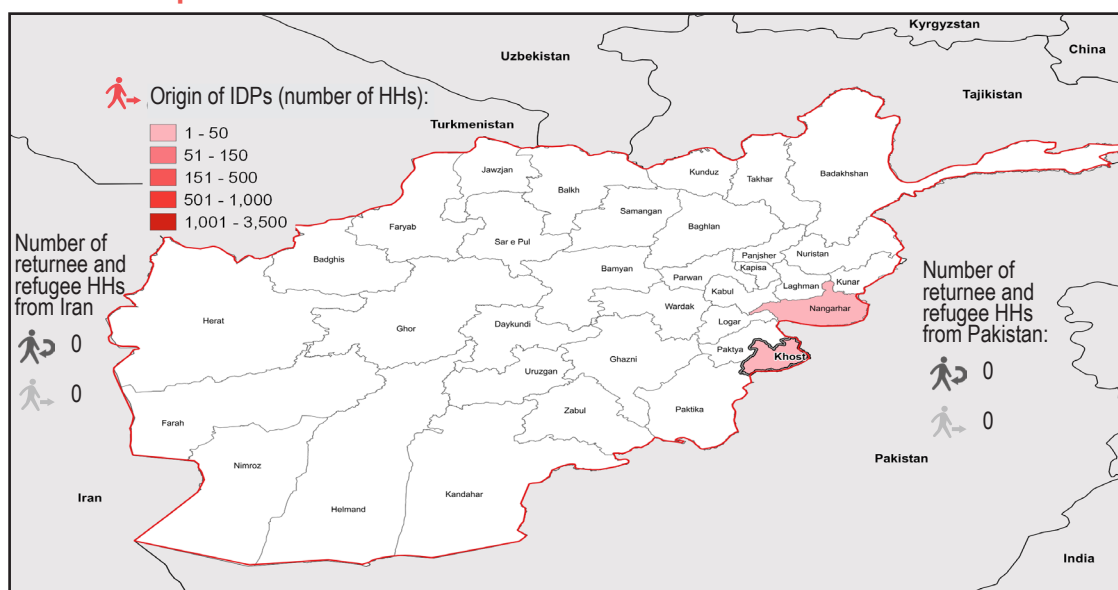 Kyrgyzstan
Uzbekistan
China
Tajikistan
Origin of IDPs (number of HHs):
Turkmenistan
1 - 50
51 - 150
151 - 500
501 - 1,000
1,001 - 3,500
Number of
returnee and
refugee HHs
from Iran
0
0
Jawzjan
Balkh
Kunduz
Takhar
Badakhshan
Samangan
Faryab
Baghlan
Sar e Pul
Badghis
Panjsher
Nuristan
Bamyan
Parwan
Kapisa
Laghman
Kunar
Kabul
Nangarhar
Herat
Wardak
Ghor
Daykundi
Logar
Paktya
Khost
Ghazni
Uruzgan
Zabul
Paktika
Farah
Nimroz
Helmand
Kandahar
Number of
returnee and
refugee HHs
from Pakistan:
0
0
Pakistan
Iran
India